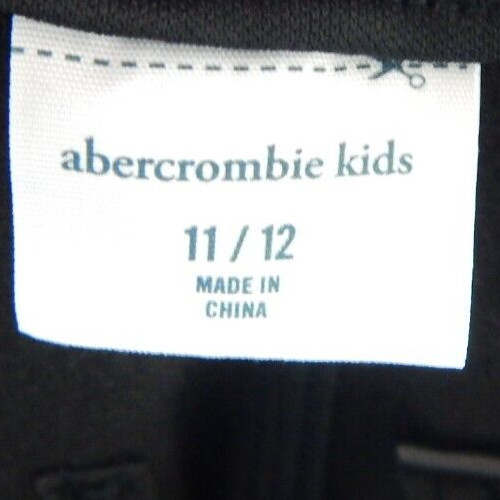 abercrombie kids
11 / 12
MADE IN
CHINA